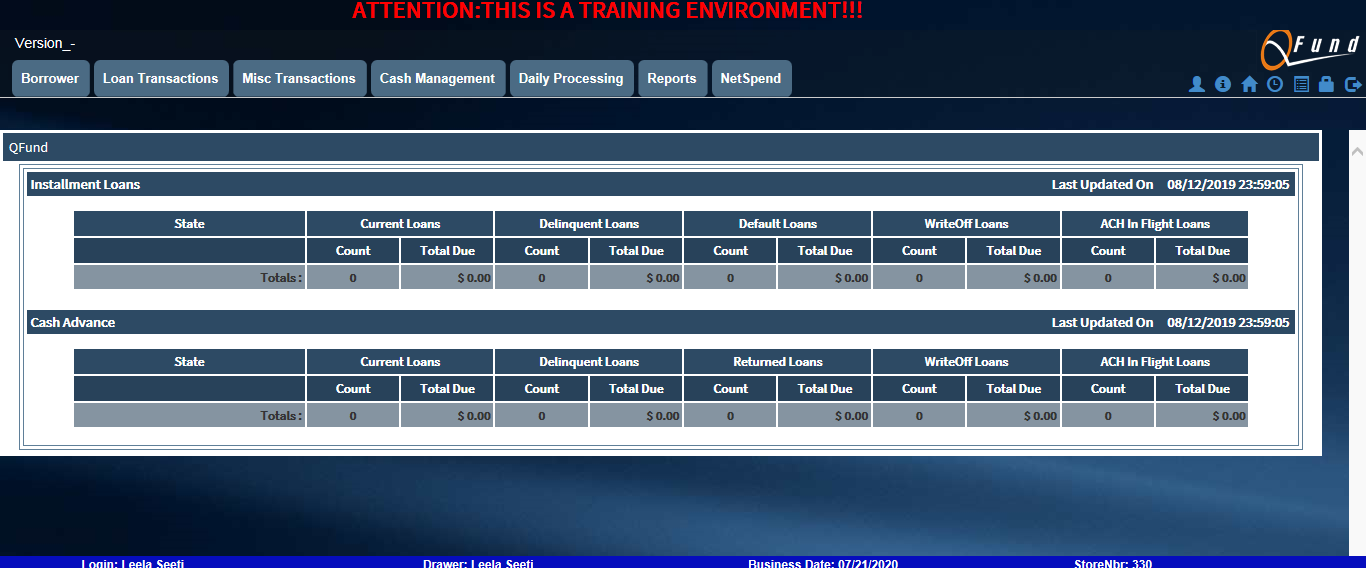 ATTENTION:THIS IS A TRAINING ENVIRONMENT!!!
Version_-
QFund
Borrower Loan Transactions Misc Transactions Cash Management Daily Processing Reports NetSpend
QFund
Installment Loans Last Updated On 08/12/2019 23:59:05
State Current Loans Delinquent Loans Default Loans WriteOff Loans ACH In Flight Loans
Count Total Due Count Total Due Count Total Due Count Total Due Count Total Due
Totals : 0 $ 0.00 0 $ 0.00 0 $ 0.00 0 $ 0.00 0 $ 0.00
Cash Advance Last Updated On 08/12/2019 23:59:05
State Current Loans Delinquent Loans Returned Loans WriteOff Loans ACH In Flight Loans
Count Total Due Count Total Due Count Total Due Count Total Due Count Total Due
Totals : 0 $ 0.00 0 $ 0.00 0 $ 0.00 0 $ 0.00 0 $ 0.00
Login: Leela Seefi Drawer: Leela Seefi Business Date: 07/21/2020 StoreNbr: 330